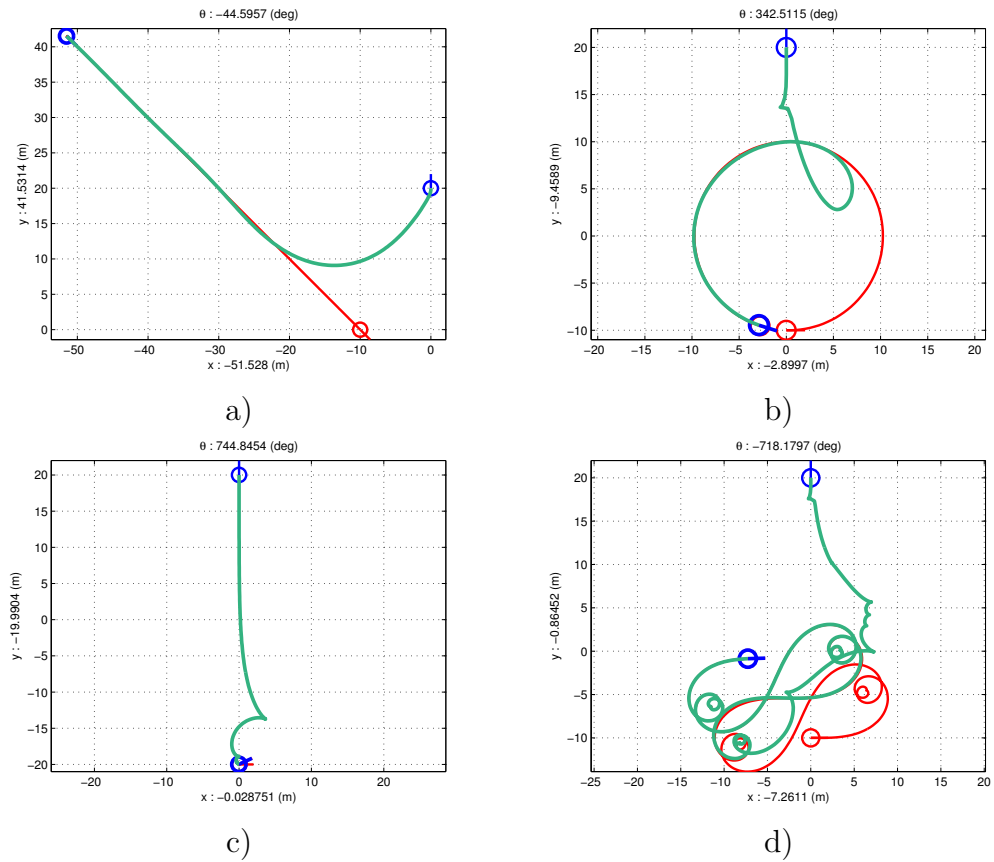 θ : −44.5957 (deg)
40
35
30
25
20
15
10
5
0
y : 41.5314 (m)
−50 −40 −30 −20 −10 0
x : −51.528 (m)
a)
θ : 342.5115 (deg)
20
15
10
5
0
−5
−10
y : −9.4589 (m)
−20 −15 −10 −5 0 5 10 15 20
x : −2.8997 (m)
b)
θ : 744.8454 (deg)
20
15
10
5
0
−5
−10
−15
−20
y : −19.9904 (m)
−20 −10 0 10 20
x : −0.028751 (m)
c)
θ : −718.1797 (deg)
20
15
10
5
0
−5
−10
y : −0.86452 (m)
−25 −20 −15 −10 −5 0 5 10 15 20
x : −7.2611 (m)
d)